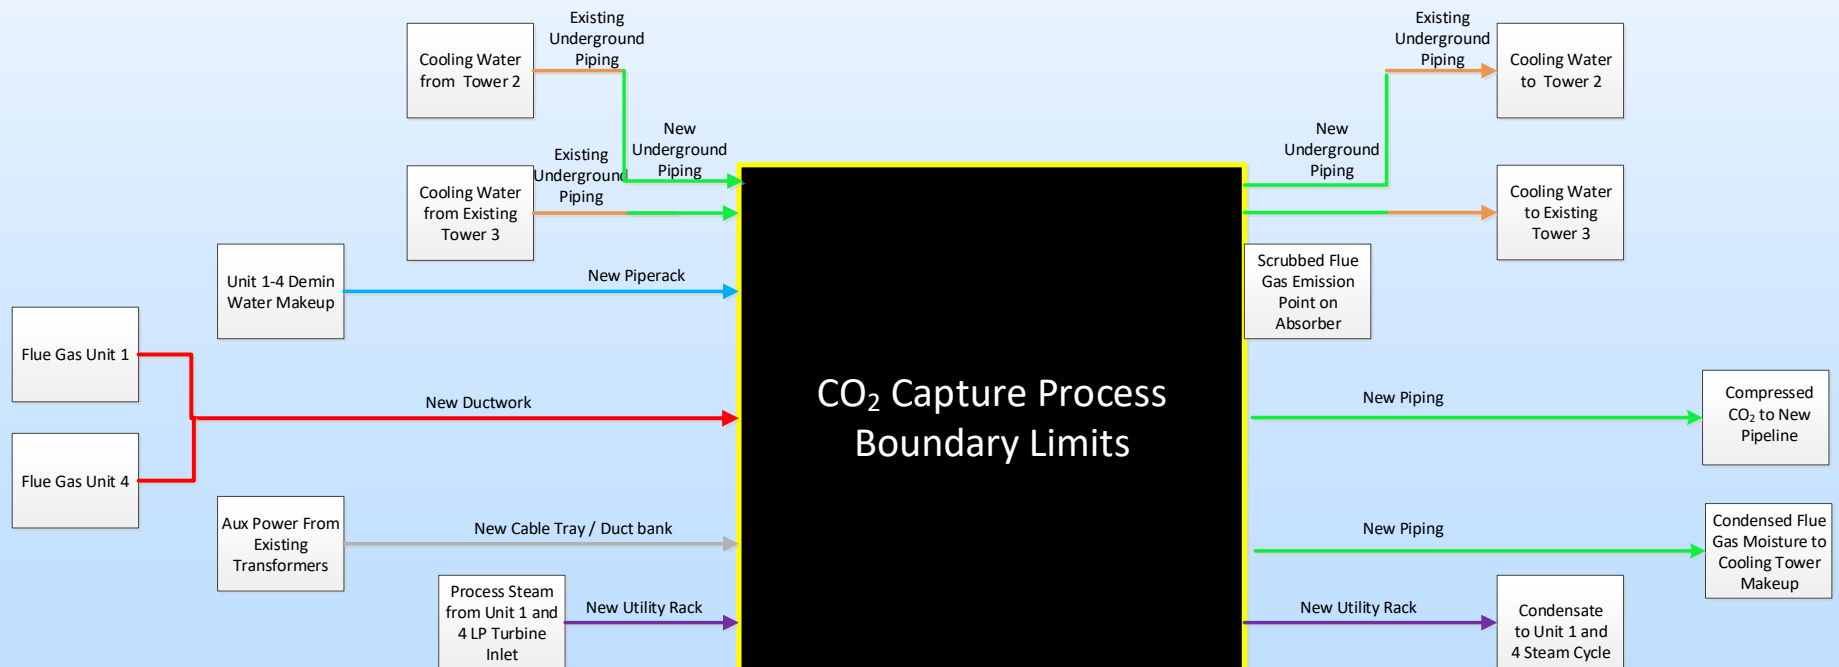 Existing
Underground
Piping
Cooling Water
from Tower 2
Existing
Underground
Piping
Cooling Water
to Tower 2
New
Underground
Piping
New
Underground
Piping
Existing
Underground
Piping
Cooling Water
from Existing
Tower 3
Cooling Water
to Existing
Tower 3
Unit 1-4 Demin
Water Makeup
New Piperack
Scrubbed Flue
Gas Emission
Point on
Absorber
Flue Gas Unit 1
New Ductwork
Flue Gas Unit 4
CO₂ Capture Process
Boundary Limits
New Piping
Compressed
CO₂ to New
Pipeline
Aux Power From
Existing
Transformers
New Cable Tray / Duct bank
New Piping
Condensed Flue
Gas Moisture to
Cooling Tower
Makeup
Process Steam
from Unit 1 and
4 LP Turbine
Inlet
New Utility Rack
New Utility Rack
Condensate
to Unit 1 and
4 Steam Cycle